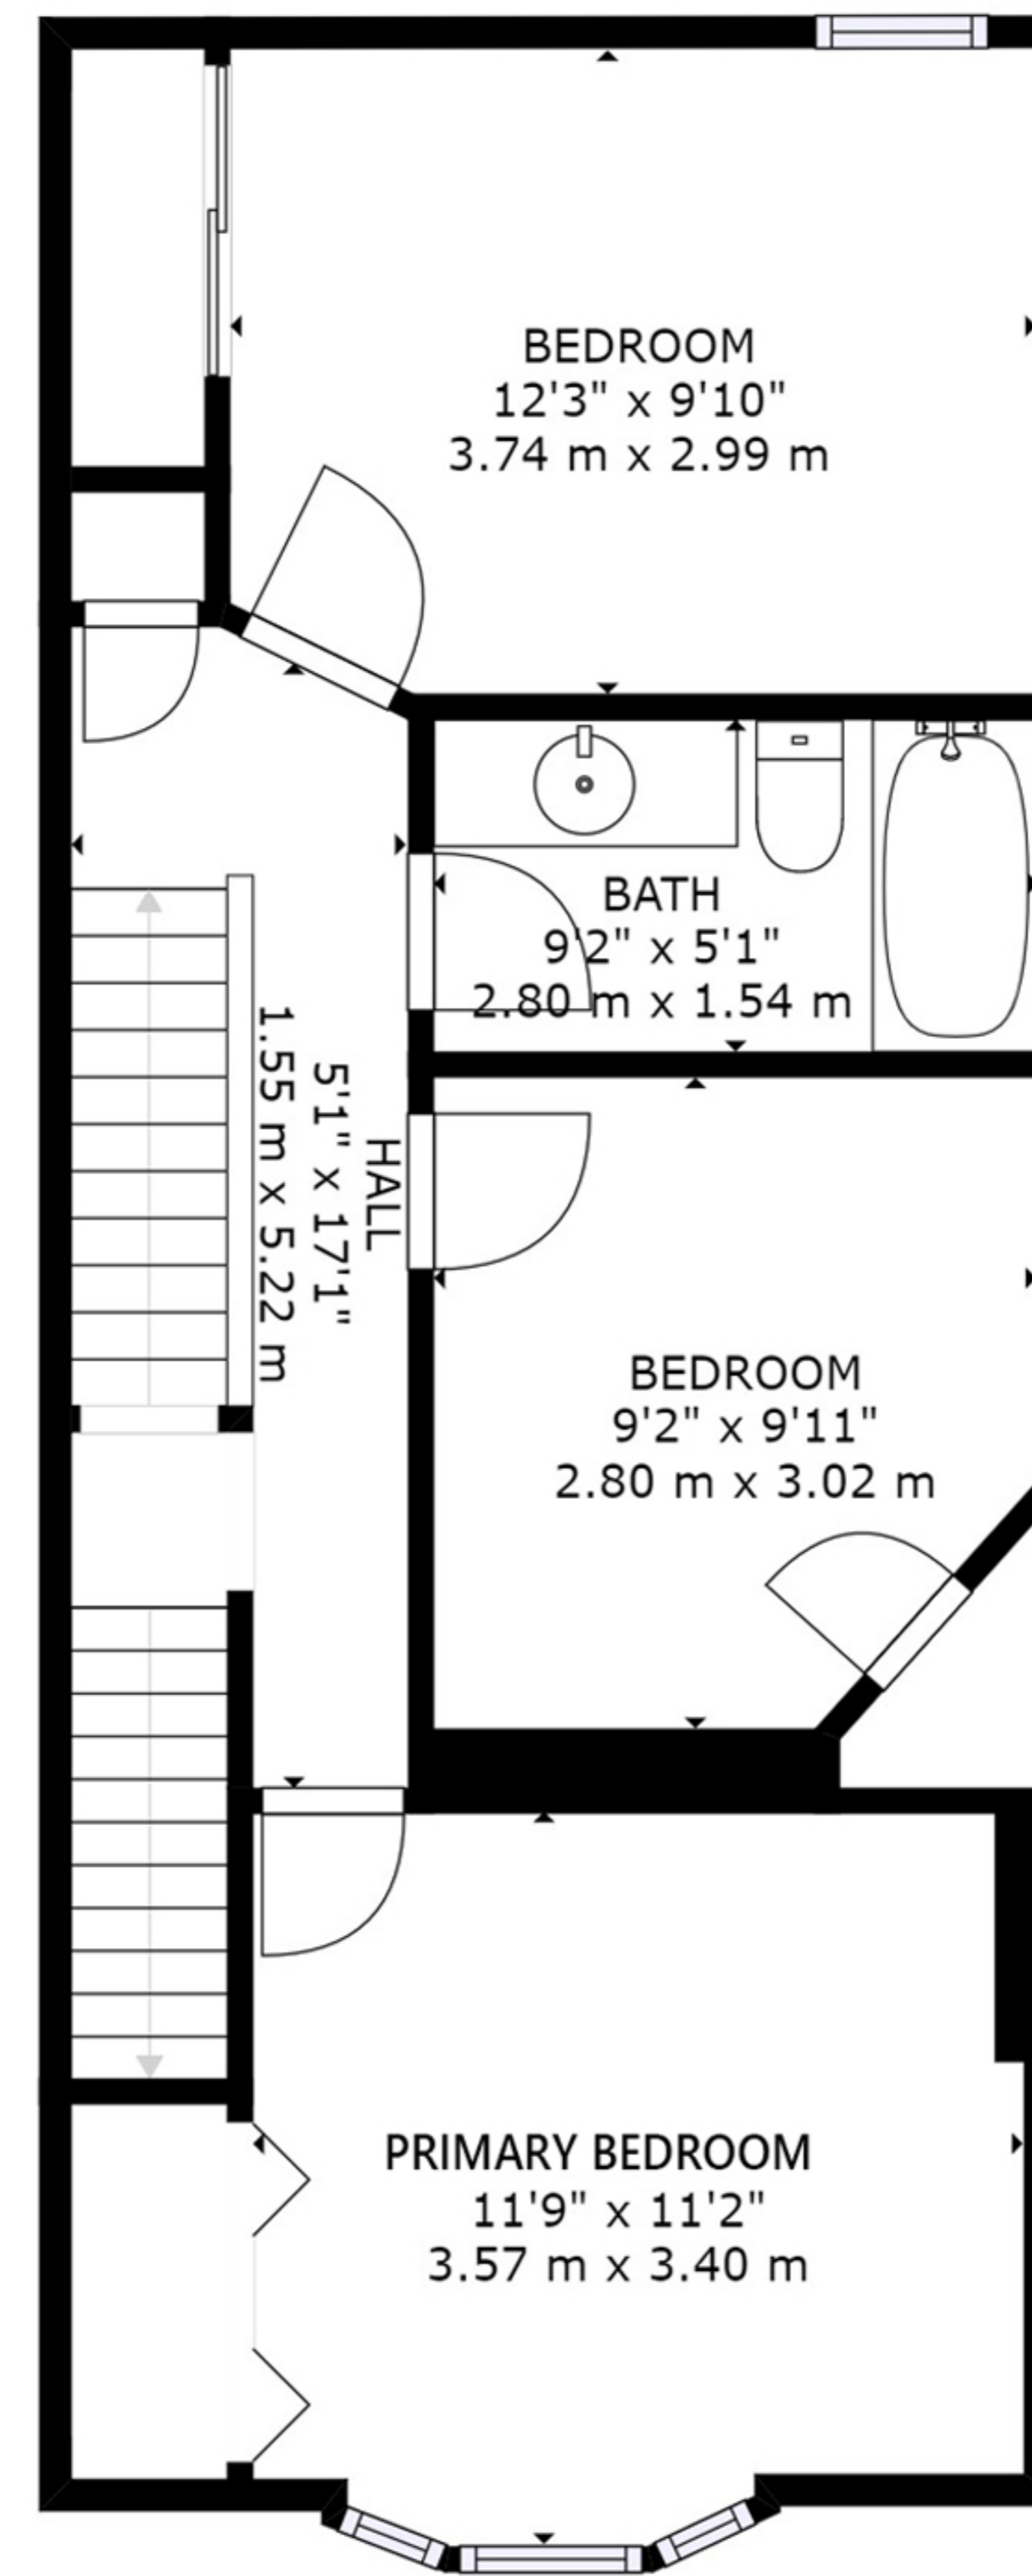 BEDROOM
12'3" x 9'10"
3.74 m x 2.99 m
BATH
9'2" x 5'1"
2.80 m x 1.54 m
HALL
5'1" x 17'1"
1.55 m x 5.22 m
BEDROOM
9'2" x 9'11"
2.80 m x 3.02 m
PRIMARY BEDROOM
11'9" x 11'2"
3.57 m x 3.40 m